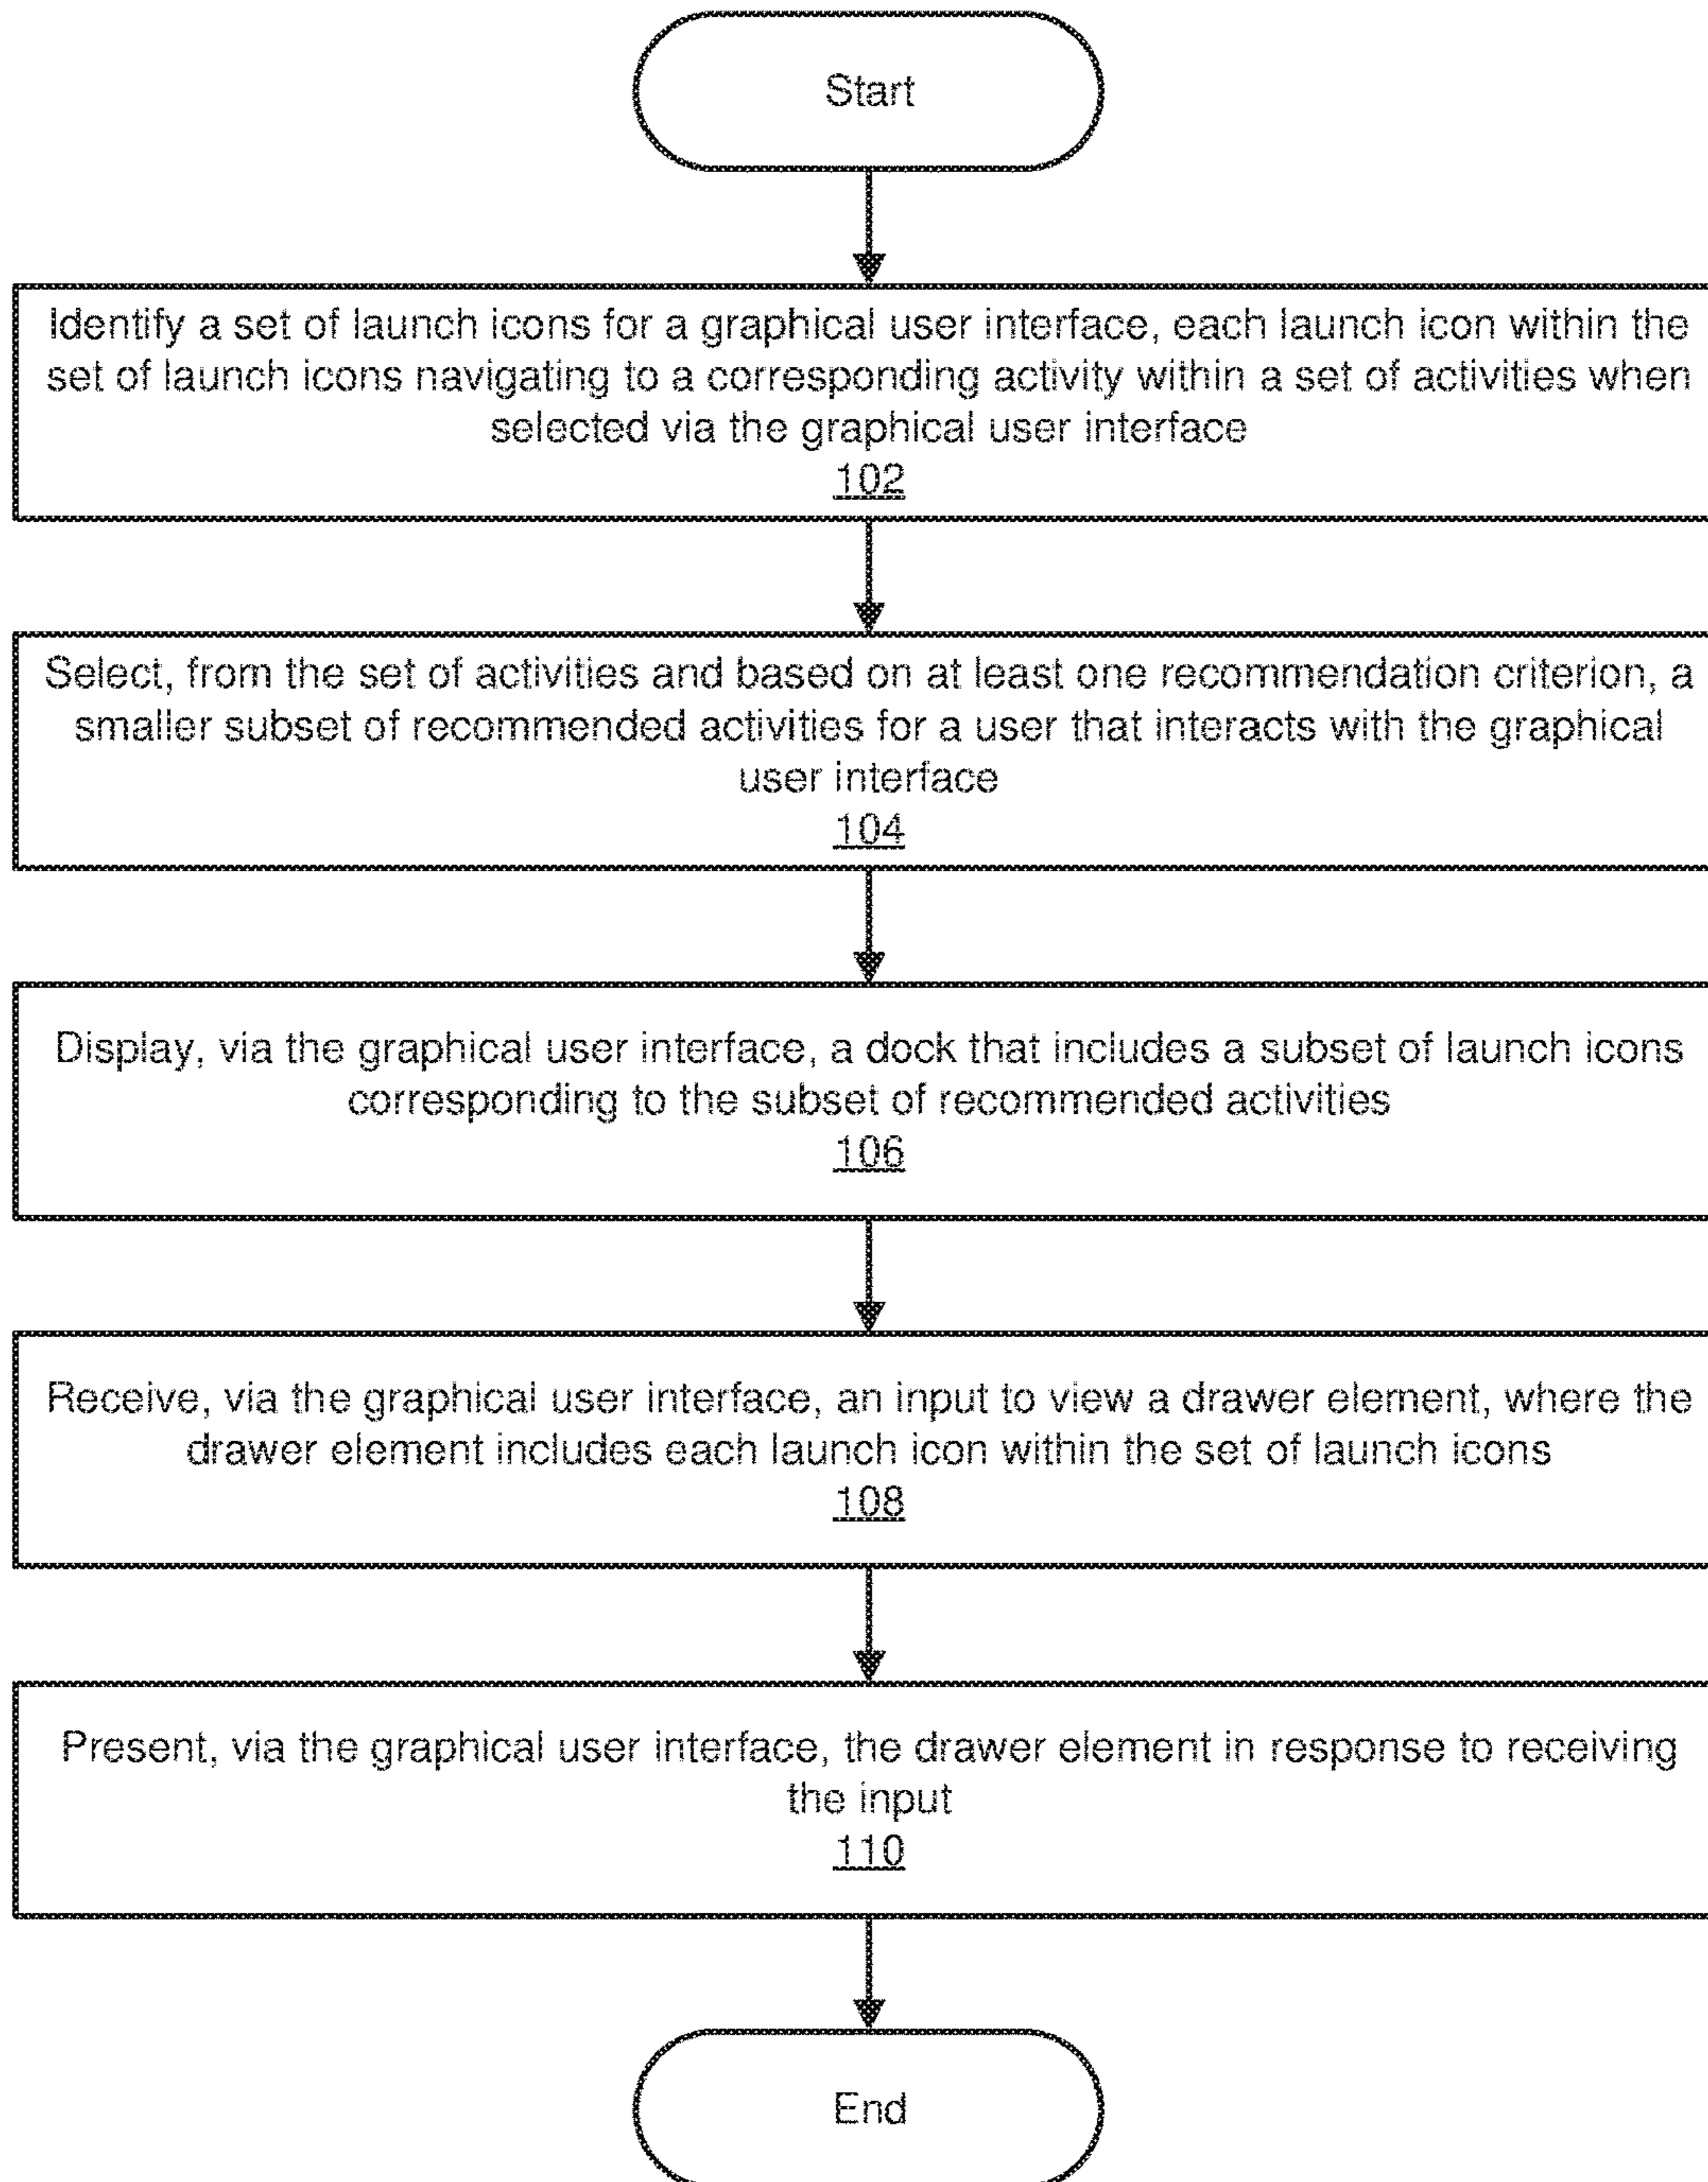 Start
Identify a set of launch icons for a graphical user interface, each launch icon within the
set of launch icons navigating to a corresponding activity within a set of activities when
selected via the graphical user interface
102
Select, from the set of activities and based on at least one recommendation criterion, a
smaller subset of recommended activities for a user that interacts with the graphical
user interface
104
Display, via the graphical user interface, a dock that includes a subset of launch icons
corresponding to the subset of recommended activities
106
Receive, via the graphical user interface, an input to view a drawer element, where the
drawer element includes each launch icon within the set of launch icons
108
Present, via the graphical user interface, the drawer element in response to receiving
the input
110
End